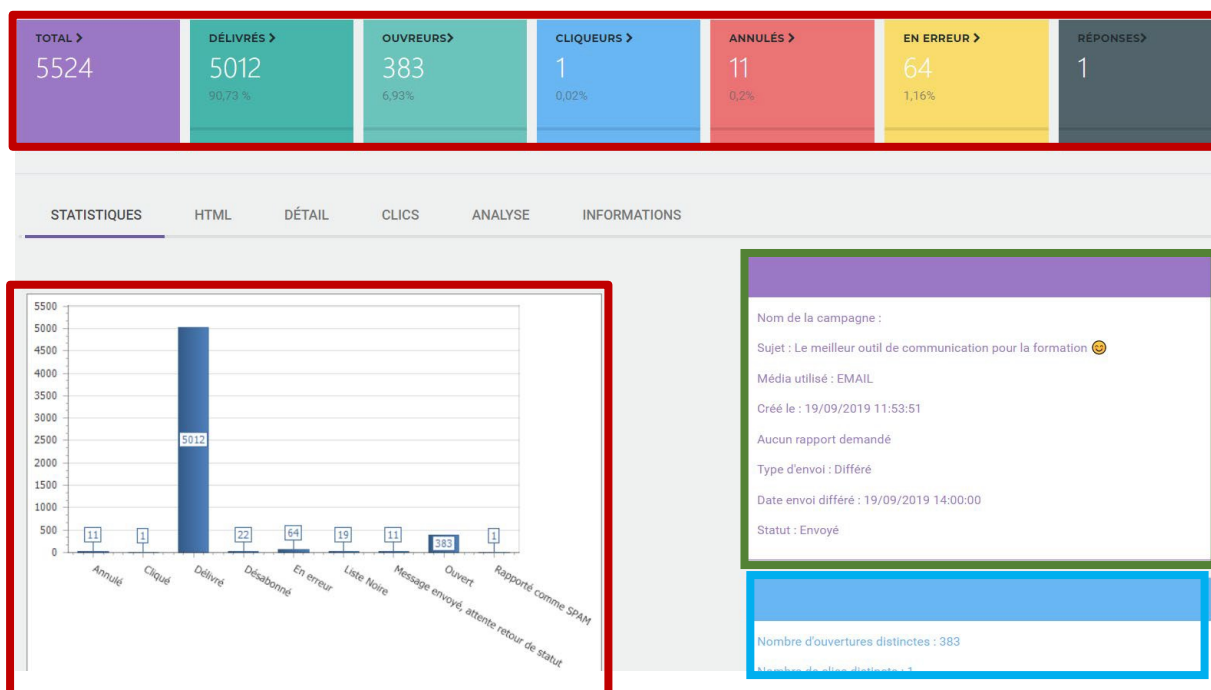 TOTAL >
5524
DÉLIVRÉS >
5012
90,73 %
OUVREURS>
383
6,93%
CLIQUEURS >
1
0,02%
ANNULÉS >
11
0,2%
EN ERREUR >
64
1,16%
RÉPONSES>
1
STATISTIQUES HTML DÉTAIL CLICS ANALYSE INFORMATIONS
5500
5000
4500
4000
3500
3000
2500
2000
1500
1000
500
0
11 1 5012 22 64 19 11 383 1
Annulé
Cliqué
Délivré
Désabonné
En erreur
Liste Noire
Message envoyé, attente retour de statut
Ouvert
Rapporté comme SPAM
Nom de la campagne :
Sujet : Le meilleur outil de communication pour la formation 😊
Média utilisé : EMAIL
Créé le : 19/09/2019 11:53:51
Aucun rapport demandé
Type d'envoi : Différé
Date envoi différé : 19/09/2019 14:00:00
Statut : Envoyé
Nombre d'ouvertures distinctes : 383
Nombre de clics distincts : 1